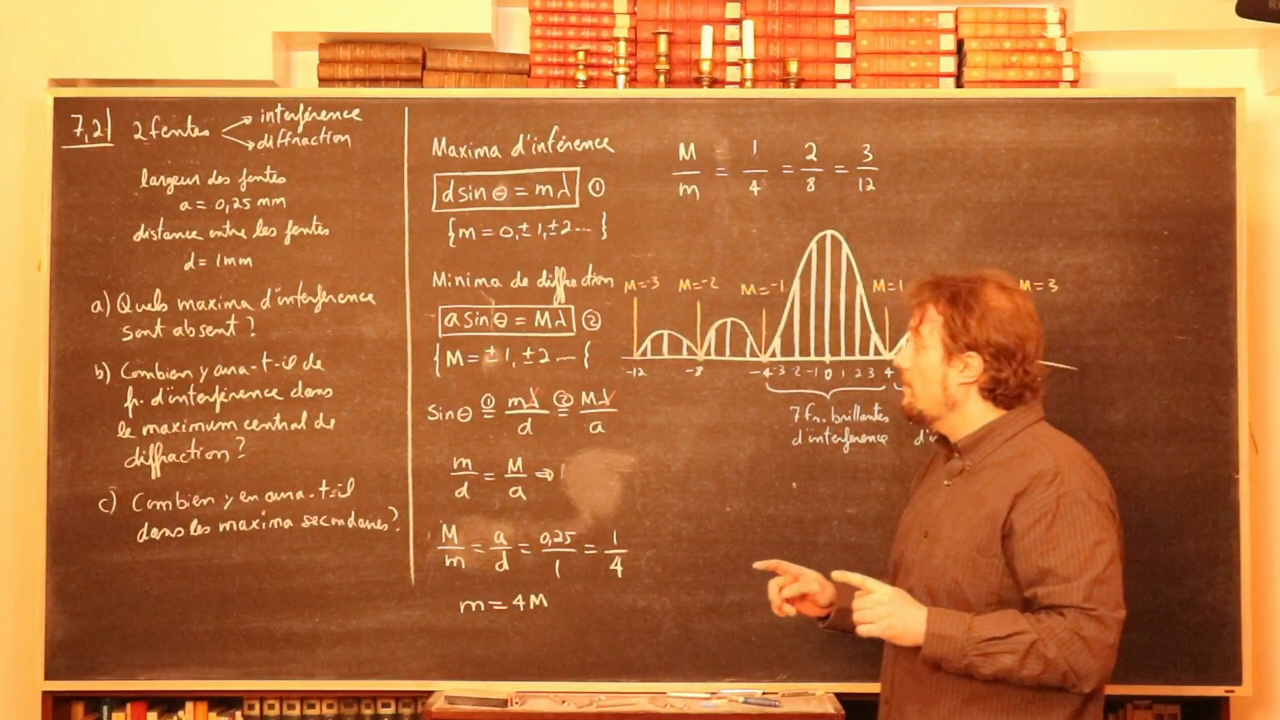 7,2 2 fentes interférence
diffraction
largeur des fentes
a = 0,25 mm
distance entre les fentes
d = 1mm
a) Quels maxima d'interférence
sont absent ?
b) Combien y aura-t-il de
fr. d'interférence dans
le maximum central de
diffraction ?
c) Combien y en aura-t-il
dans les maxima secondaires ?
Maxima d'inférence
d sin θ = mλ ①
{m = 0, ±1, ±2 ... }
Minima de diffraction
a sin θ = Mλ ②
{M = ±1, ±2 ... {
Sin θ ①= mλ/d ②= Mλ/a
m/d = M/a ⇒
M/m = a/d = 0,25/1 = 1/4
m = 4M
M/m = 1/4 = 2/8 = 3/12
M=-3 M=-2 M=-1 M=1 M=3
-12 -8 -4 -3 -2 -1 0 1 2 3 4
7 fr. brillantes
d'interférence